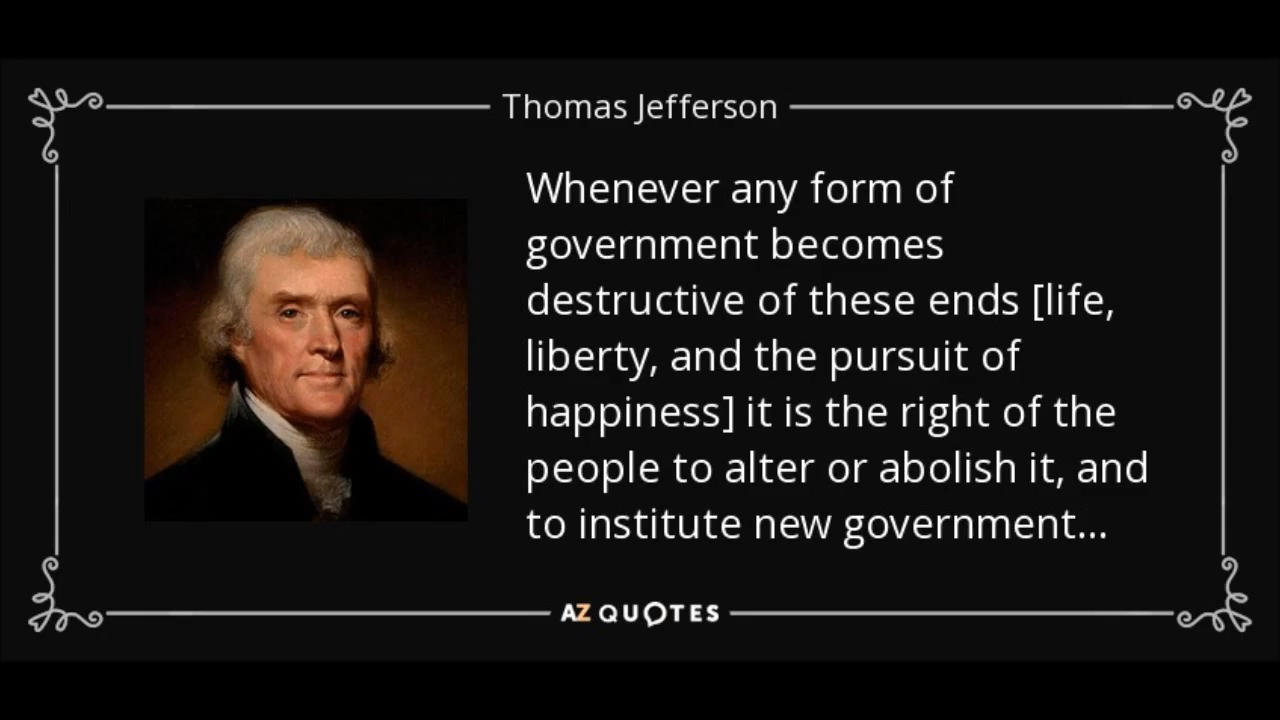 Thomas Jefferson
Whenever any form of
government becomes
destructive of these ends [life,
liberty, and the pursuit of
happiness] it is the right of the
people to alter or abolish it, and
to institute new government...
AZ QUOTES